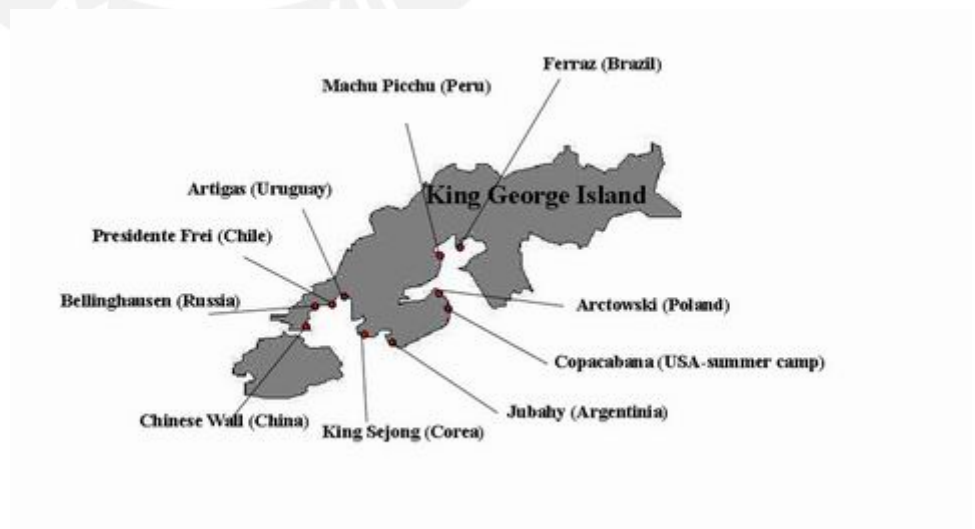 Ferraz (Brazil)
Machu Picchu (Peru)
Artigas (Uruguay)
King George Island
Presidente Frei (Chile)
Bellinghausen (Russia)
Arctowski (Poland)
Copacabana (USA-summer camp)
Jubahy (Argentinia)
Chinese Wall (China)
King Sejong (Corea)